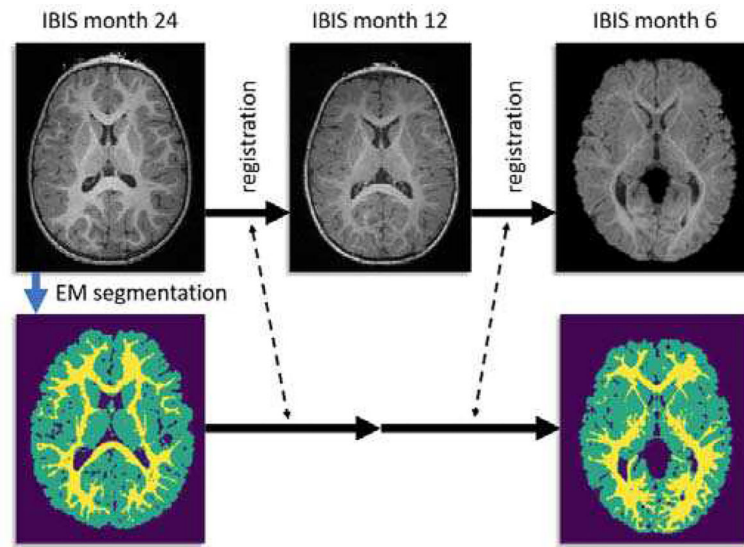 IBIS month 24
IBIS month 12
IBIS month 6
registration
registration
EM segmentation